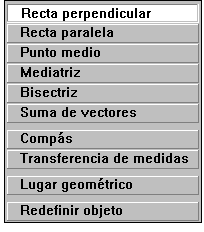 Recta perpendicular
Recta paralela
Punto medio
Mediatriz
Bisectriz
Suma de vectores
Compás
Transferencia de medidas
Lugar geométrico
Redefinir objeto